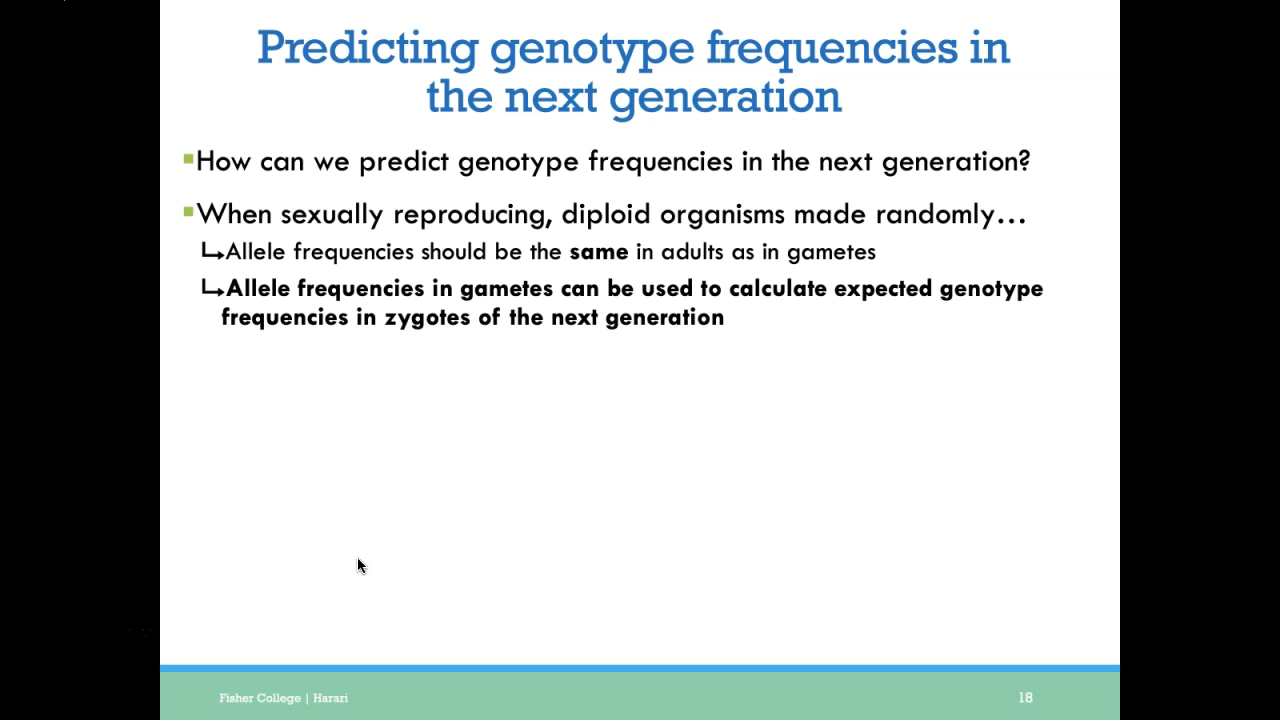 Predicting genotype frequencies in
the next generation
How can we predict genotype frequencies in the next generation?
When sexually reproducing, diploid organisms made randomly…
Allele frequencies should be the same in adults as in gametes
Allele frequencies in gametes can be used to calculate expected genotype
frequencies in zygotes of the next generation
Fisher College | Harari
18